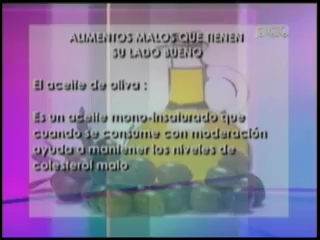 ALIMENTOS MALOS QUE TIENEN
SU LADO BUENO
El aceite de oliva :
Es un aceite mono-insaturado que
cuando se consume con moderación
ayuda a mantener los niveles de
colesterol malo